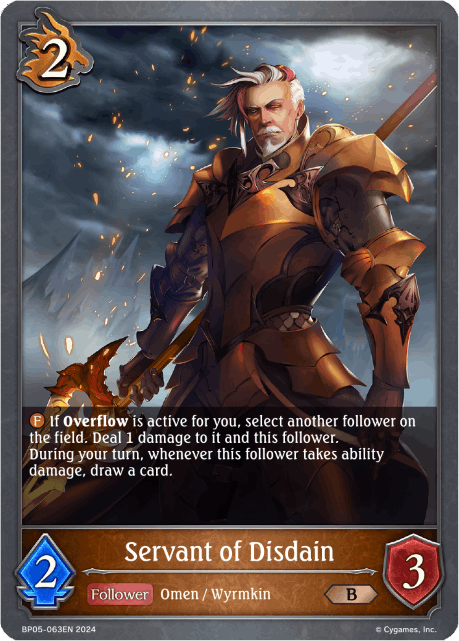 2
F If Overflow is active for you, select another follower on
the field. Deal 1 damage to it and this follower.
During your turn, whenever this follower takes ability
damage, draw a card.
Servant of Disdain
2
Follower Omen / Wyrmkin
B
3
BP05-063EN 2024
© Cygames, Inc.